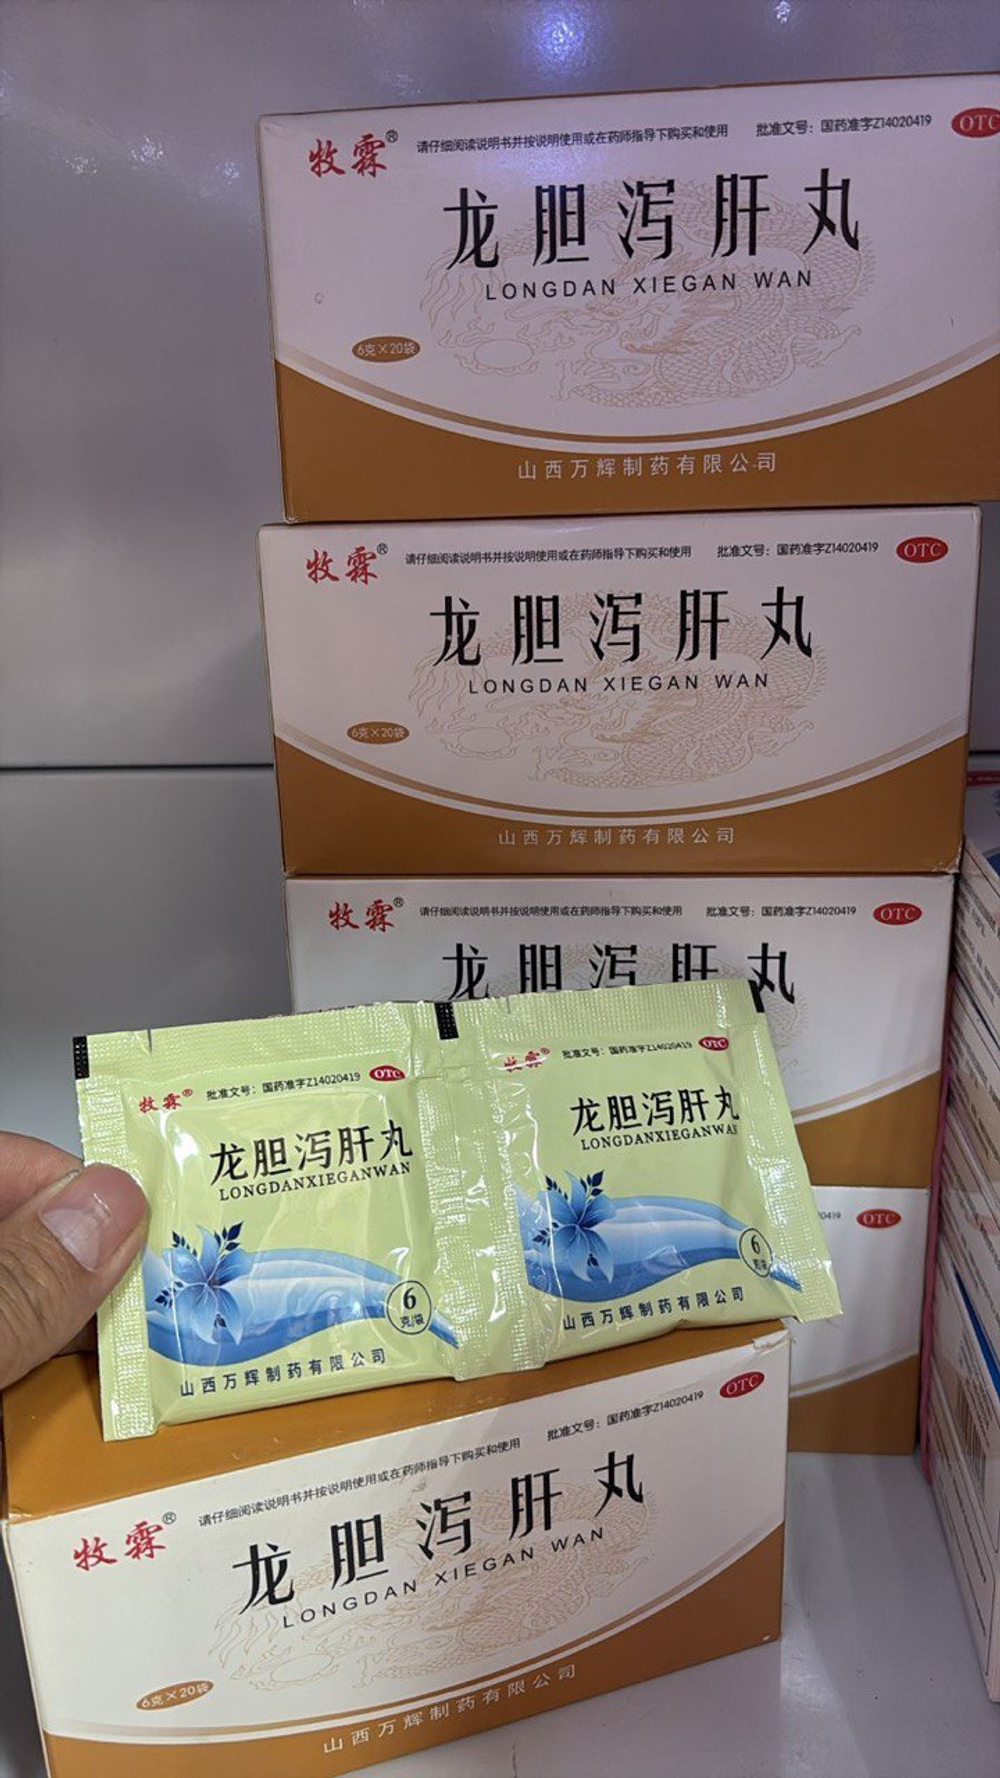 牧霖®
请仔细阅读说明书并按说明使用或在药师指导下购买和使用
批准文号：国药准字Z14020419
OTC
龙胆泻肝丸
LONGDAN XIEGAN WAN
6克×20袋
山西万辉制药有限公司
牧霖®
请仔细阅读说明书并按说明使用或在药师指导下购买和使用
批准文号：国药准字Z14020419
OTC
龙胆泻肝丸
LONGDAN XIEGAN WAN
6克×20袋
山西万辉制药有限公司
牧霖®
请仔细阅读说明书并按说明使用或在药师指导下购买和使用
批准文号：国药准字Z14020419
OTC
龙胆泻肝丸
牧霖®
批准文号：国药准字Z14020419
OTC
龙胆泻肝丸
LONGDANXIEGANWAN
6
克/袋
山西万辉制药有限公司
牧霖®
批准文号：国药准字Z14020419
OTC
龙胆泻肝丸
LONGDANXIEGANWAN
6
克/袋
山西万辉制药有限公司
0419
OTC
牧霖®
请仔细阅读说明书并按说明使用或在药师指导下购买和使用
批准文号：国药准字Z14020419
OTC
龙胆泻肝丸
LONGDAN XIEGAN WAN
6克×20袋
山西万辉制药有限公司